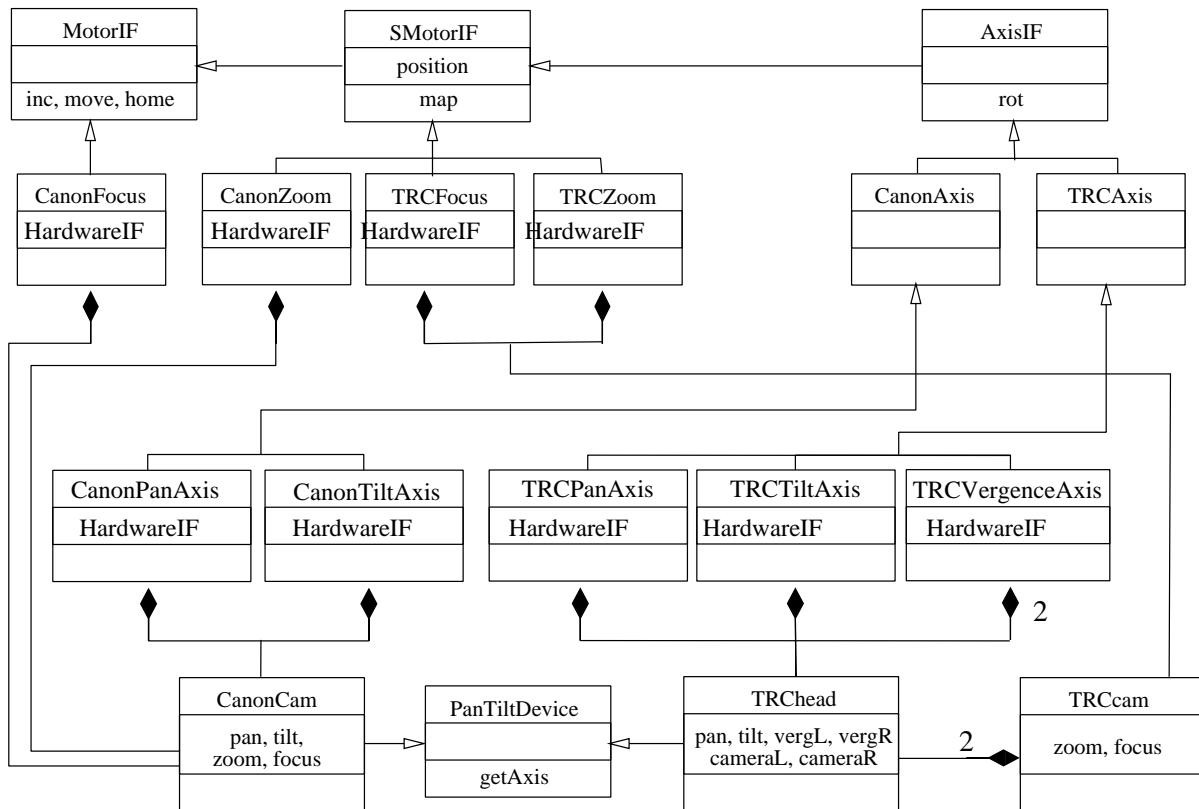 MotorIF
inc, move, home
SMotorIF
position
map
AxisIF
rot
CanonFocus
HardwareIF
CanonZoom
HardwareIF
TRCFocus
HardwareIF
TRCZoom
HardwareIF
CanonAxis
TRCAxis
CanonPanAxis
HardwareIF
CanonTiltAxis
HardwareIF
TRCPanAxis
HardwareIF
TRCTiltAxis
HardwareIF
TRCVergenceAxis
HardwareIF
2
CanonCam
pan, tilt,
zoom, focus
PanTiltDevice
getAxis
TRChead
pan, tilt, vergL, vergR
cameraL, cameraR
2
TRCcam
zoom, focus